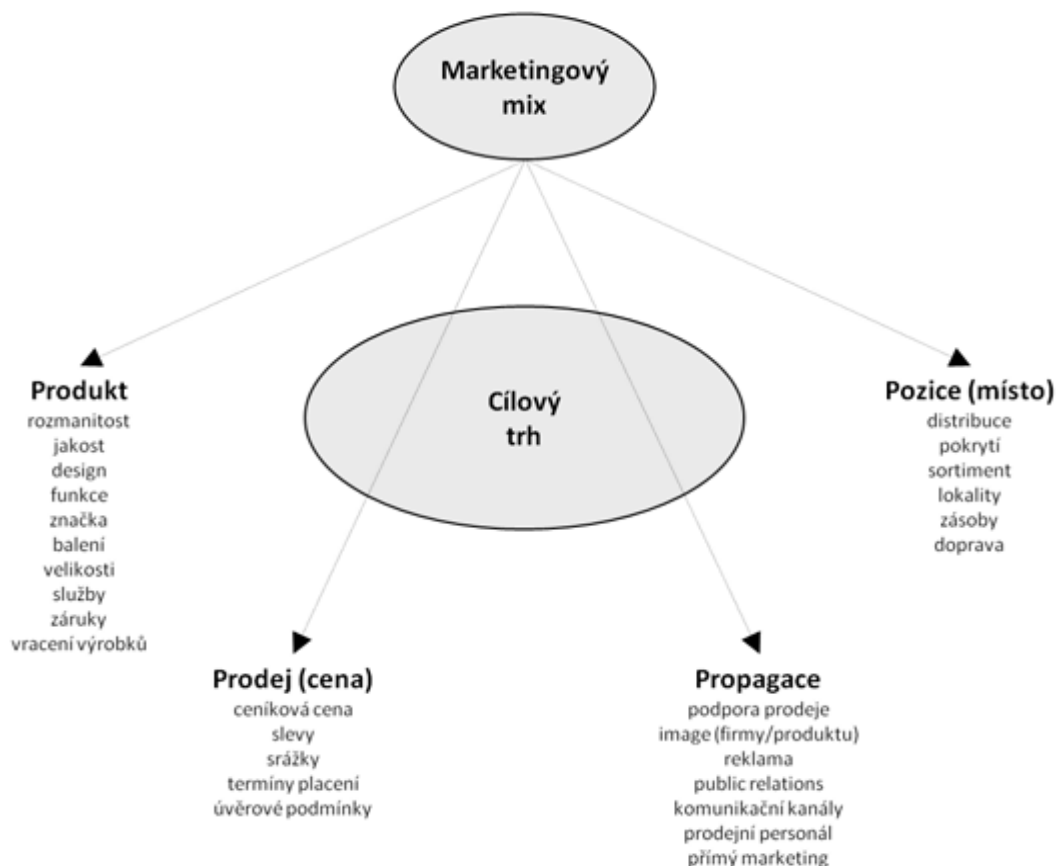 Marketingový
mix
Cílový
trh
Produkt
rozmanitost
jakost
design
funkce
značka
balení
velikosti
služby
záruky
vracení výrobků
Prodej (cena)
ceníková cena
slevy
srážky
termíny placení
úvěrové podmínky
Propagace
podpora prodeje
image (firmy/produktu)
reklama
public relations
komunikační kanály
prodejní personál
přímý marketing
Pozice (místo)
distribuce
pokrytí
sortiment
lokality
zásoby
doprava